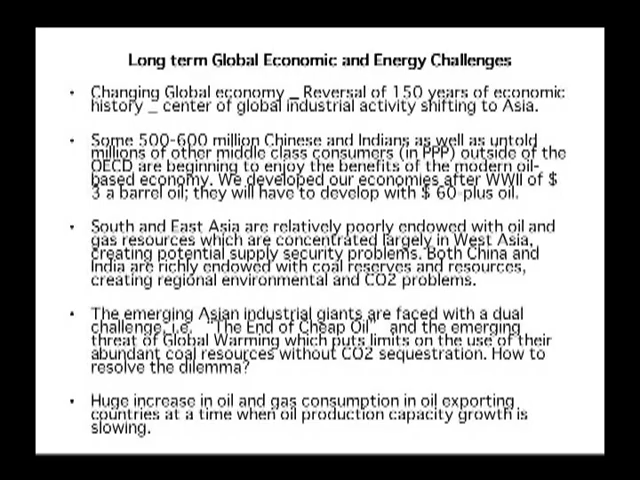 Long term Global Economic and Energy Challenges
• Changing Global economy _ Reversal of 150 years of economic
history _ center of global industrial activity shifting to Asia.
• Some 500-600 million Chinese and Indians as well as untold
millions of other middle class consumers (in PPP) outside of the
OECD are beginning to enjoy the benefits of the modern oil-
based economy. We developed our economies after WWII of $
3 a barrel oil; they will have to develop with $ 60 plus oil.
• South and East Asia are relatively poorly endowed with oil and
gas resources which are concentrated largely in West Asia,
creating potential supply security problems. Both China and
India are richly endowed with coal reserves and resources,
creating regional environmental and CO2 problems.
• The emerging Asian industrial giants are faced with a dual
challenge, i.e. "The End of Cheap Oil" and the emerging
threat of Global Warming which puts limits on the use of their
abundant coal resources without CO2 sequestration. How to
resolve the dilemma?
• Huge increase in oil and gas consumption in oil exporting
countries at a time when oil production capacity growth is
slowing.